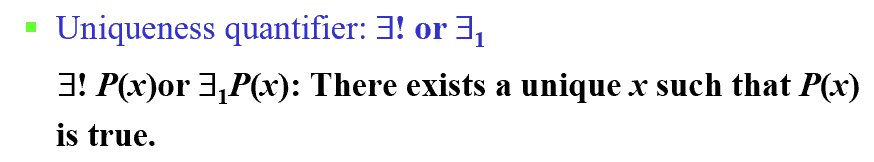 Uniqueness quantifier: ∃! or ∃₁
∃! P(x)or ∃₁P(x): There exists a unique x such that P(x)
is true.